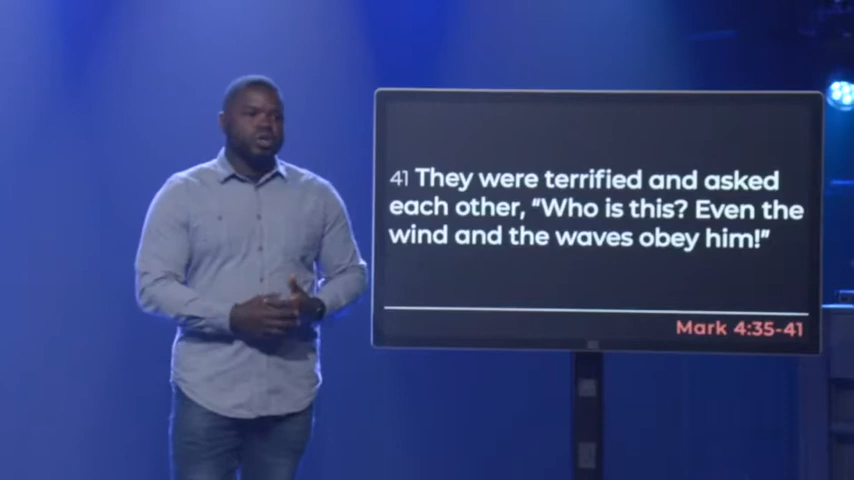 41 They were terrified and asked
each other, “Who is this? Even the
wind and the waves obey him!”
Mark 4:35-41